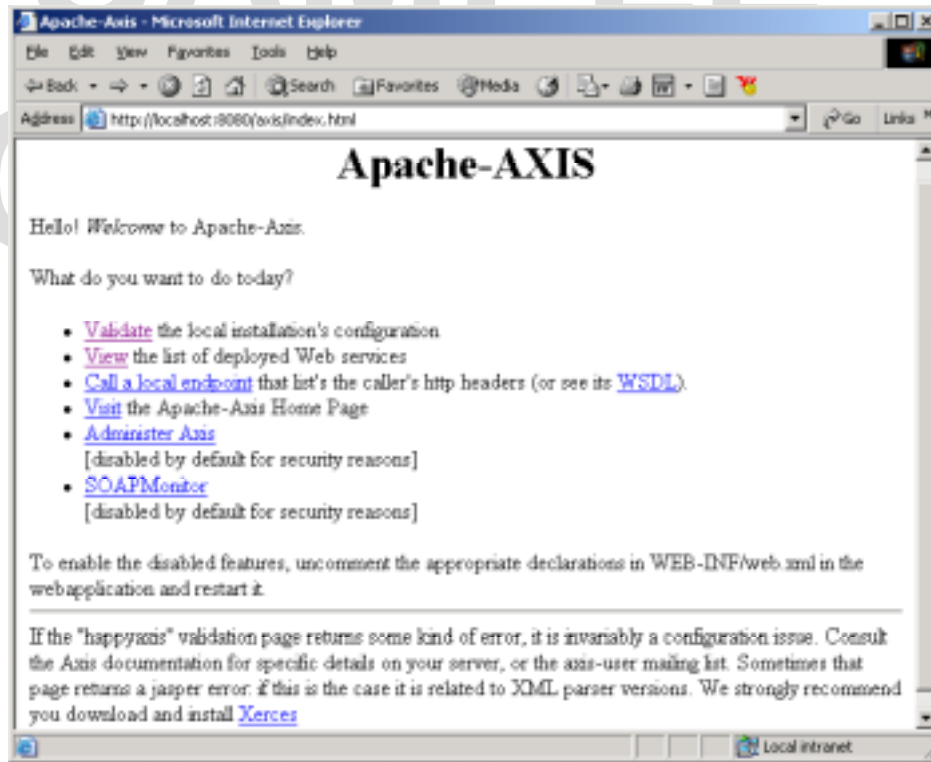 Apache-Axis - Microsoft Internet Explorer
File Edit View Favorites Tools Help
Back Search Favorites Media
Address http://localhost:8080/axis/index.html Go Links
Apache-AXIS
Hello! Welcome to Apache-Axis.
What do you want to do today?
• Validate the local installation's configuration
• View the list of deployed Web services
• Call a local endpoint that list's the caller's http headers (or see its WSDL).
• Visit the Apache-Axis Home Page
• Administer Axis
[disabled by default for security reasons]
• SOAPMonitor
[disabled by default for security reasons]
To enable the disabled features, uncomment the appropriate declarations in WEB-INF/web.xml in the
webapplication and restart it.
If the "happyaxis" validation page returns some kind of error, it is invariably a configuration issue. Consult
the Axis documentation for specific details on your server, or the axis-user mailing list. Sometimes that
page returns a jasper error: if this is the case it is related to XML parser versions. We strongly recommend
you download and install Xerces
Local intranet